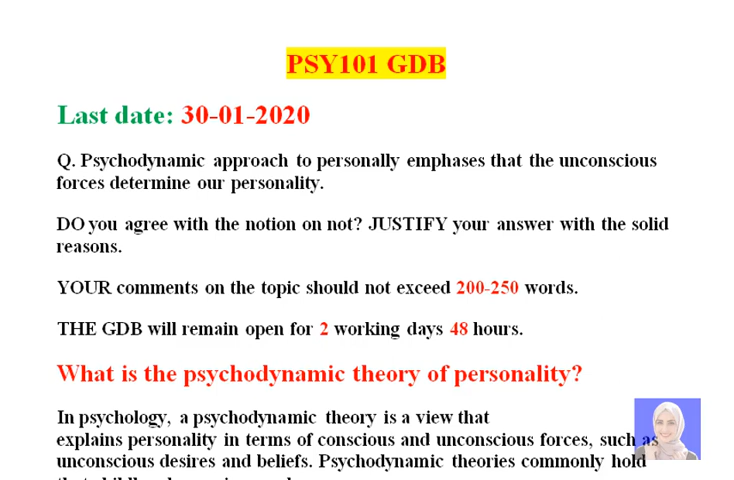 PSY101 GDB
Last date: 30-01-2020
Q. Psychodynamic approach to personally emphases that the unconscious
forces determine our personality.
DO you agree with the notion on not? JUSTIFY your answer with the solid
reasons.
YOUR comments on the topic should not exceed 200-250 words.
THE GDB will remain open for 2 working days 48 hours.
What is the psychodynamic theory of personality?
In psychology, a psychodynamic theory is a view that
explains personality in terms of conscious and unconscious forces, such as
unconscious desires and beliefs. Psychodynamic theories commonly hold